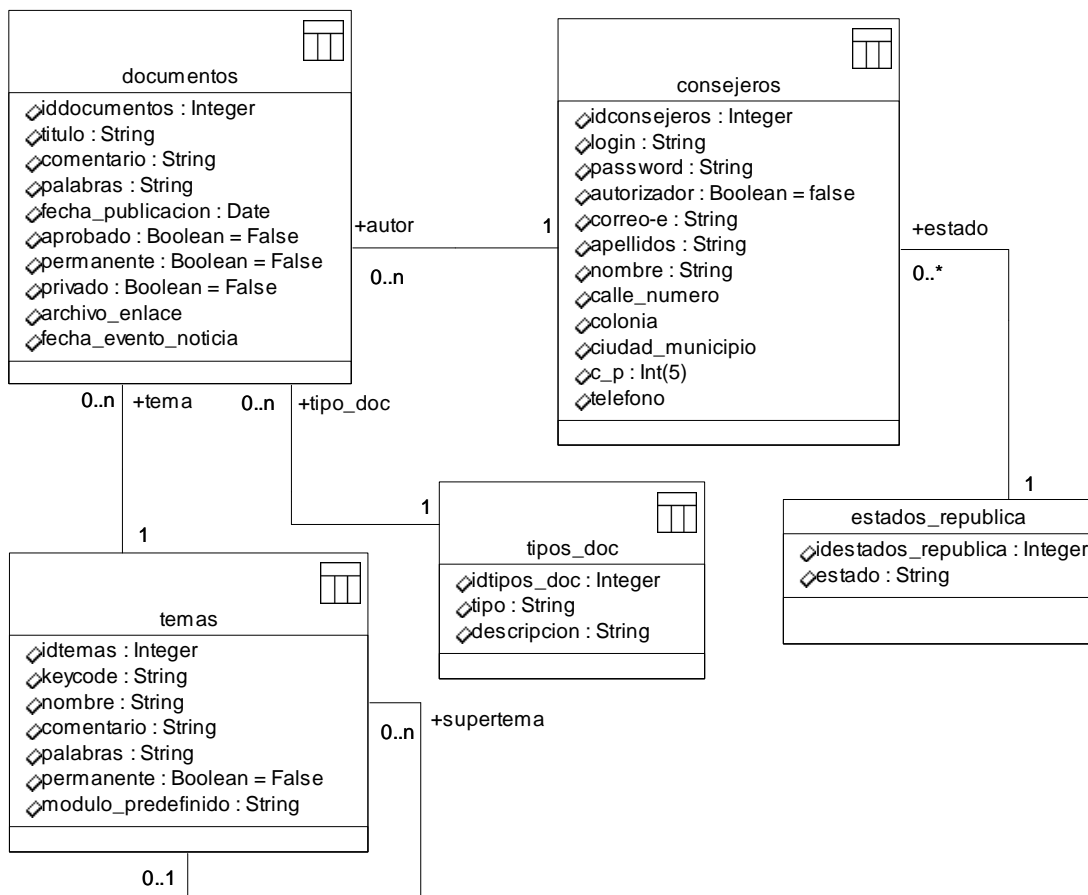 documentos
iddocumentos : Integer
titulo : String
comentario : String
palabras : String
fecha_publicacion : Date
aprobado : Boolean = False
permanente : Boolean = False
privado : Boolean = False
archivo_enlace
fecha_evento_noticia
+autor
0..n
1
consejeros
idconsejeros : Integer
login : String
password : String
autorizador : Boolean = false
correo-e : String
apellidos : String
nombre : String
calle_numero
colonia
ciudad_municipio
c_p : Int(5)
telefono
+estado
0..*
1
0..n
+tema
1
0..n
+tipo_doc
1
tipos_doc
idtipos_doc : Integer
tipo : String
descripcion : String
estados_republica
idestados_republica : Integer
estado : String
temas
idtemas : Integer
keycode : String
nombre : String
comentario : String
palabras : String
permanente : Boolean = False
modulo_predefinido : String
0..n
+supertema
0..1